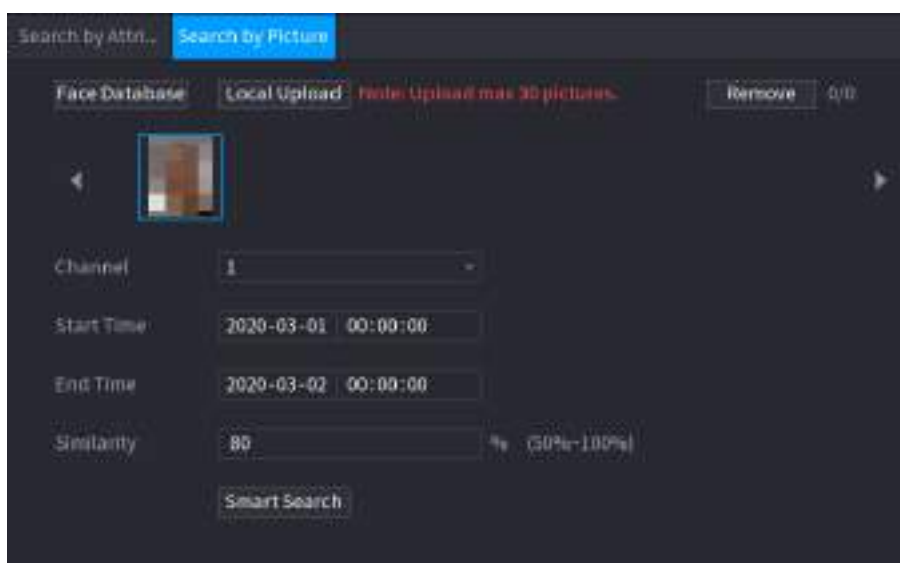 Search by Attri... Search by Picture
Face Database Local Upload Note: Upload max 30 pictures. Remove 0/0
Channel 1
Start Time 2020-03-01 00:00:00
End Time 2020-03-02 00:00:00
Similarity 80 % (50%~100%)
Smart Search